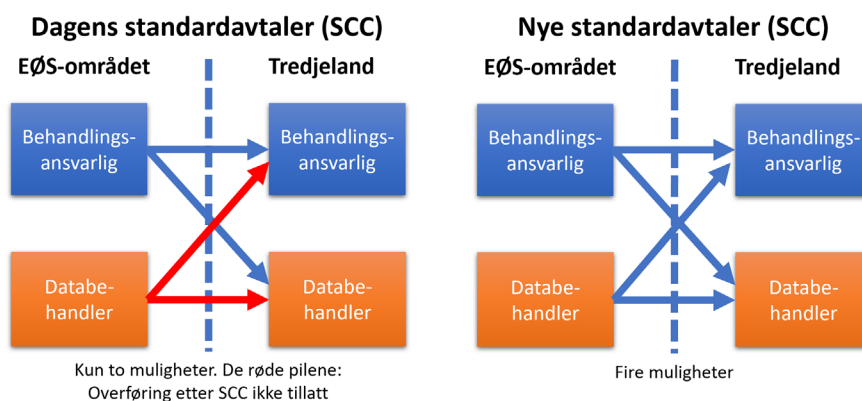 Dagens standardavtaler (SCC)
EØS-området
Tredjeland
Behandlings-
ansvarlig
Behandlings-
ansvarlig
Databe-
handler
Databe-
handler
Kun to muligheter. De røde pilene:
Overføring etter SCC ikke tillatt
Nye standardavtaler (SCC)
EØS-området
Tredjeland
Behandlings-
ansvarlig
Behandlings-
ansvarlig
Databe-
handler
Databe-
handler
Fire muligheter